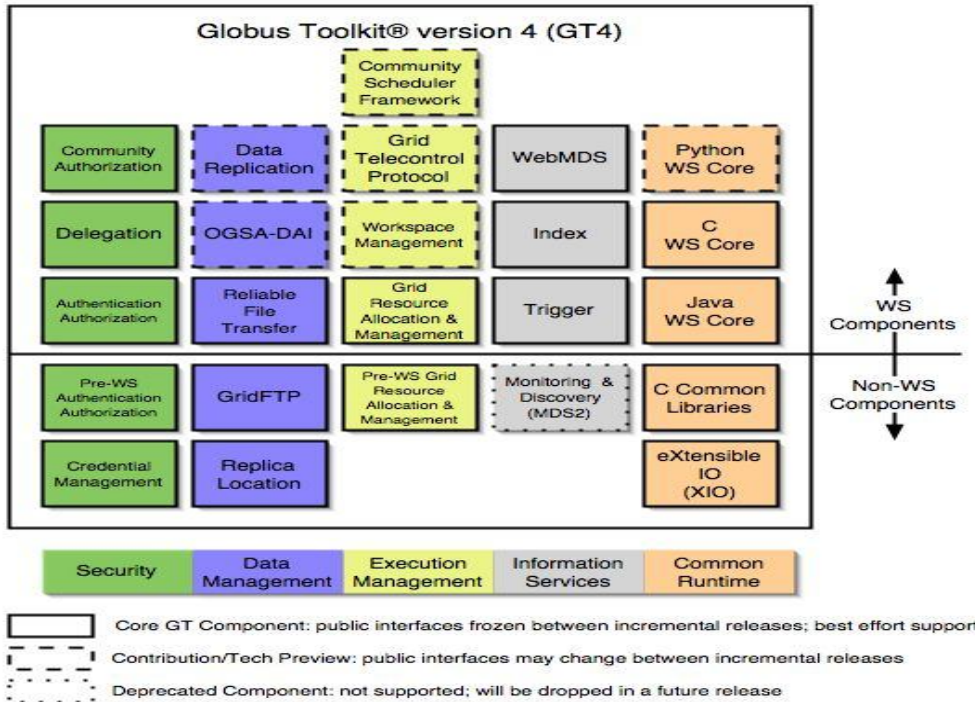 Globus Toolkit® version 4 (GT4)
Community
Scheduler
Framework
Community
Authorization
Data
Replication
Grid
Telecontrol
Protocol
WebMDS
Python
WS Core
Delegation
OGSA-DAI
Workspace
Management
Index
C
WS Core
Authentication
Authorization
Reliable
File
Transfer
Grid
Resource
Allocation &
Management
Trigger
Java
WS Core
WS
Components
Pre-WS
Authentication
Authorization
GridFTP
Pre-WS Grid
Resource
Allocation &
Management
Monitoring &
Discovery
(MDS2)
C Common
Libraries
Non-WS
Components
Credential
Management
Replica
Location
eXtensible
IO
(XIO)
Security
Data
Management
Execution
Management
Information
Services
Common
Runtime
Core GT Component: public interfaces frozen between incremental releases; best effort support
Contribution/Tech Preview: public interfaces may change between incremental releases
Deprecated Component: not supported; will be dropped in a future release